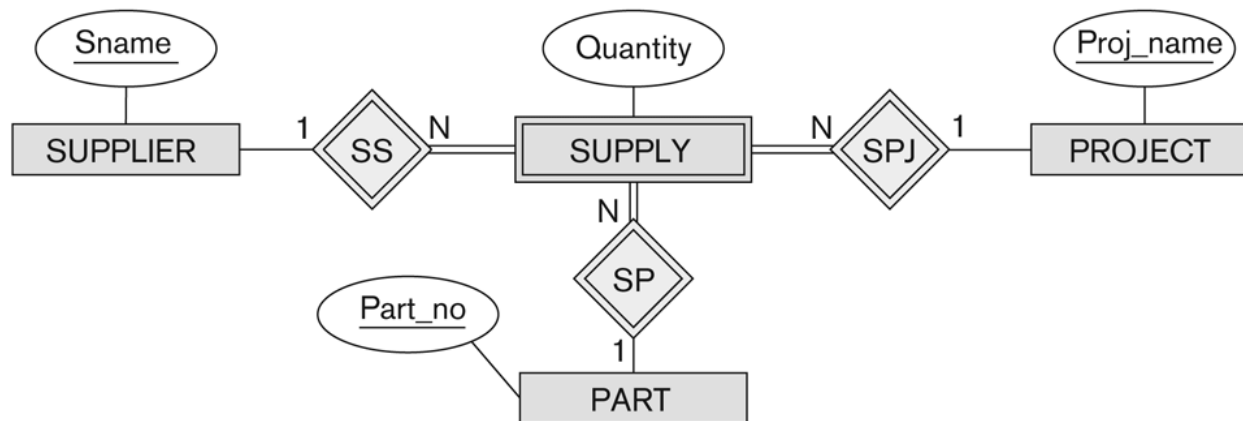 Sname
Quantity
Proj_name
SUPPLIER
1
SS
N
SUPPLY
N
SPJ
1
PROJECT
N
SP
Part_no
1
PART